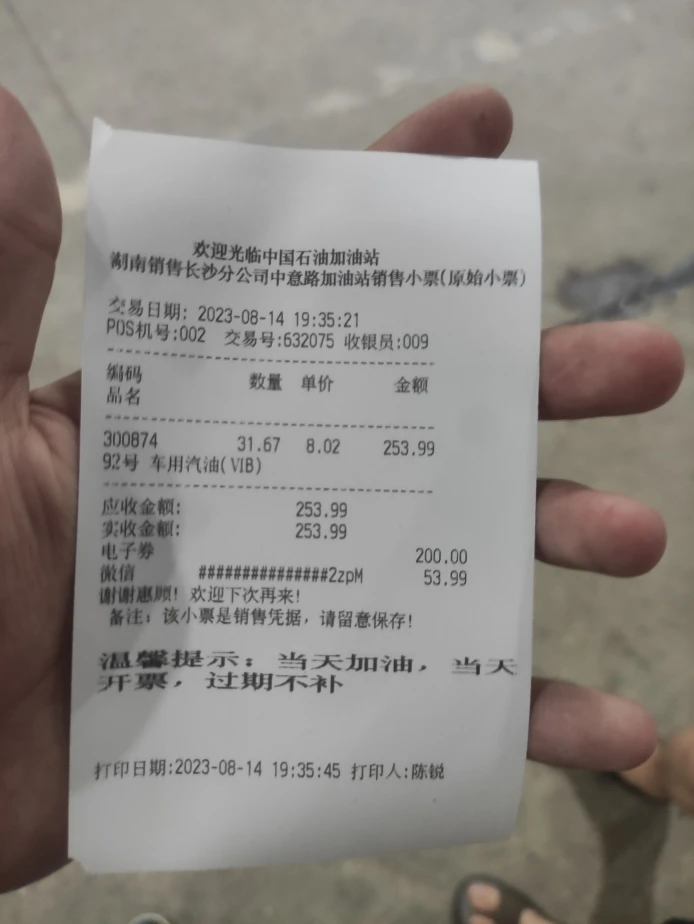 欢迎光临中国石油加油站
湖南销售长沙分公司中意路加油站销售小票(原始小票)
交易日期: 2023-08-14 19:35:21
POS机号:002 交易号:632075 收银员:009
编码 数量 单价 金额
品名
300874 31.67 8.02 253.99
92号 车用汽油(VIB)
应收金额: 253.99
实收金额: 253.99
电子券 200.00
微信 ###############2zpM 53.99
谢谢惠顾! 欢迎下次再来!
备注: 该小票是销售凭据, 请留意保存!
温馨提示: 当天加油, 当天
开票, 过期不补
打印日期:2023-08-14 19:35:45 打印人:陈锐